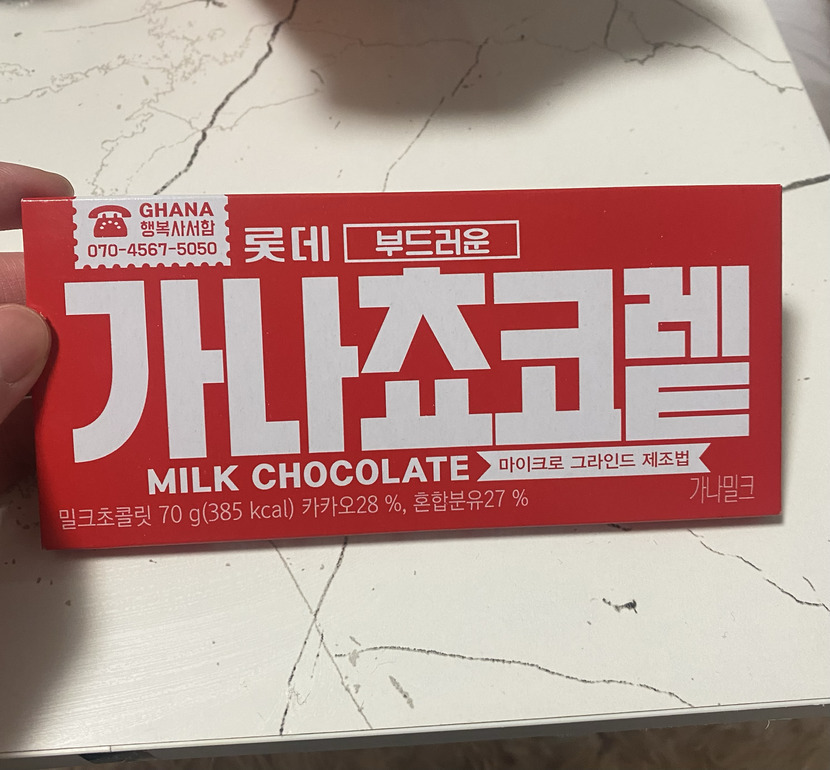 GHANA
행복사서함
070-4567-5050
롯데 부드러운
가나쵸코렡
MILK CHOCOLATE 마이크로 그라인드 제조법
밀크초콜릿 70 g(385 kcal) 카카오28 %, 혼합분유27 %
가나밀크